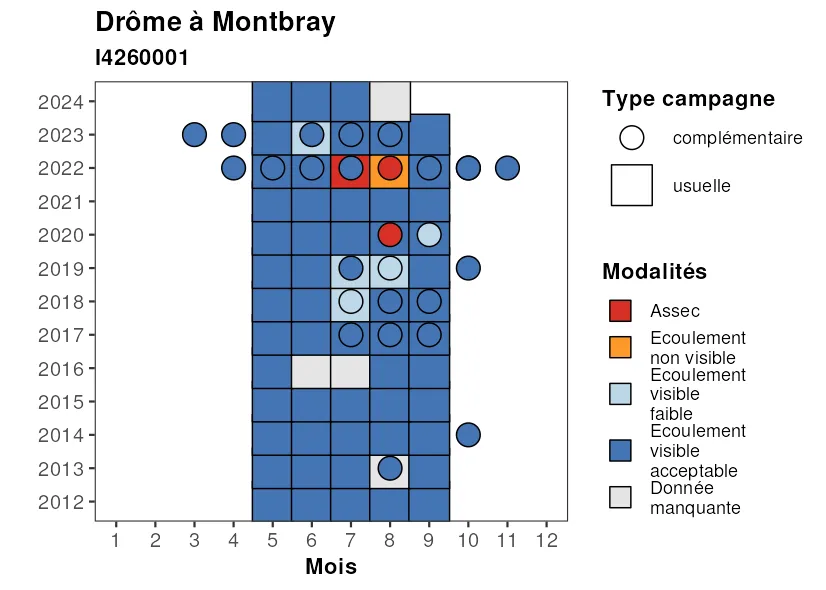 Drôme à Montbray
I4260001
2024
2023
2022
2021
2020
2019
2018
2017
2016
2015
2014
2013
2012
1 2 3 4 5 6 7 8 9 10 11 12
Mois
Type campagne
complémentaire
usuelle
Modalités
Assec
Ecoulement
non visible
Ecoulement
visible
faible
Ecoulement
visible
acceptable
Donnée
manquante